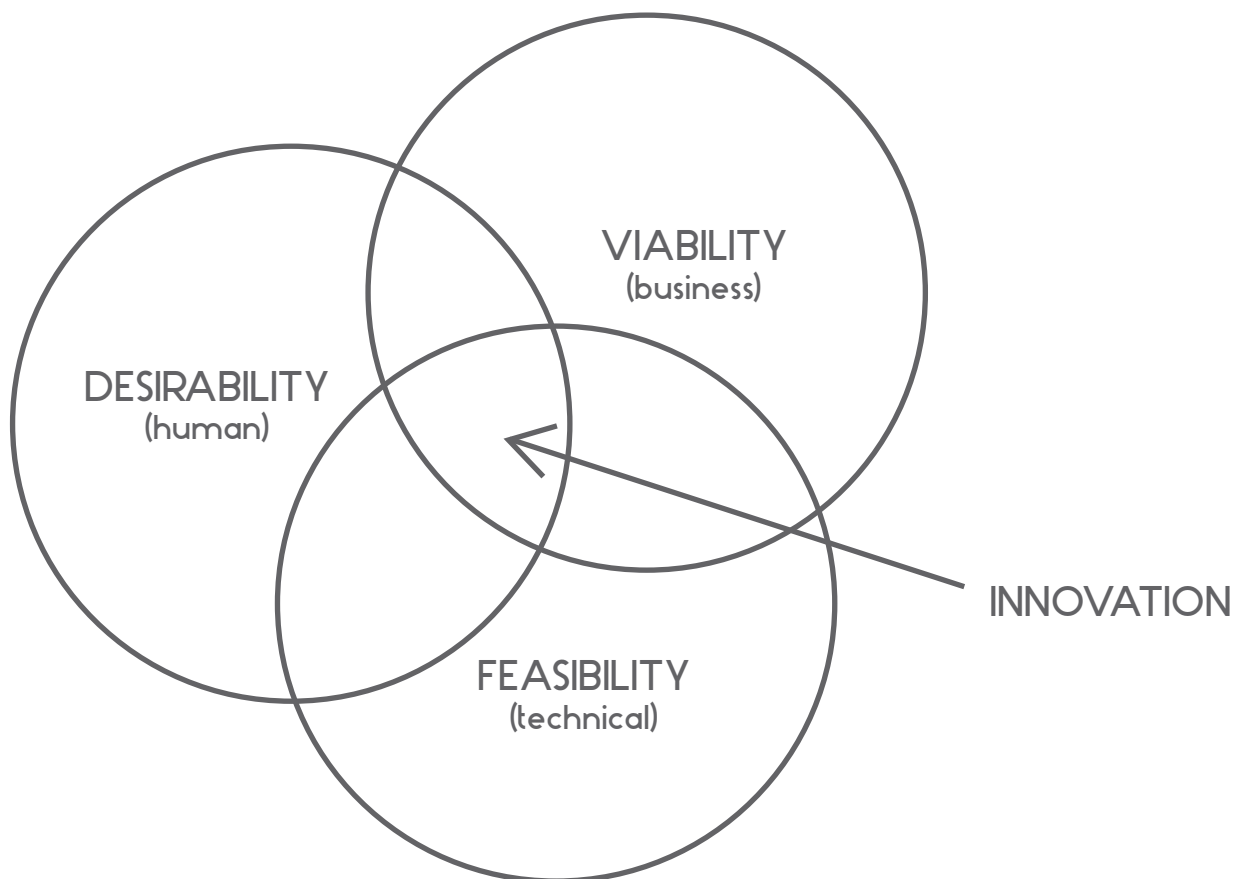 VIABILITY
(business)
DESIRABILITY
(human)
INNOVATION
FEASIBILITY
(technical)